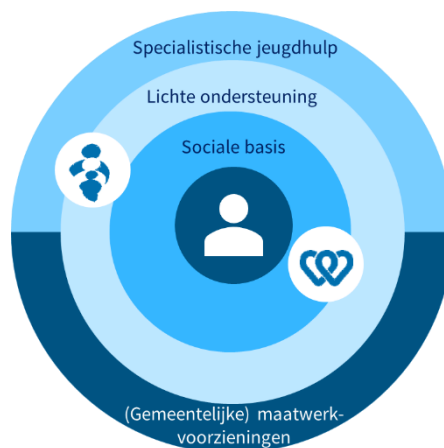 Specialistische jeugdhulp
Lichte ondersteuning
Sociale basis
(Gemeentelijke) maatwerk-
voorzieningen